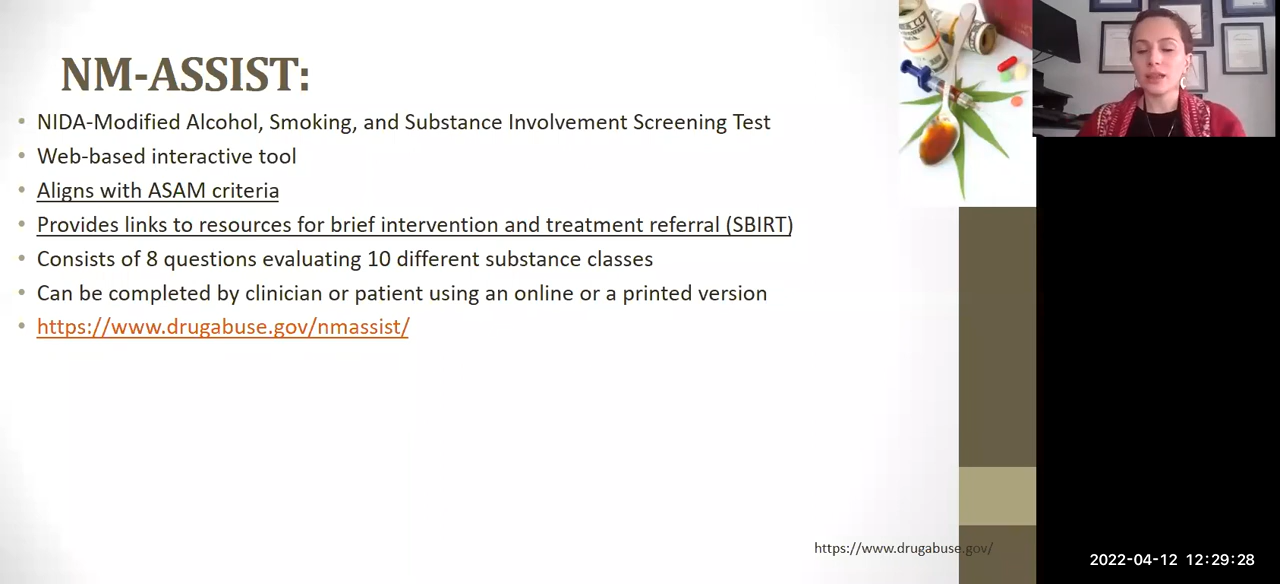 NM-ASSIST:
• NIDA-Modified Alcohol, Smoking, and Substance Involvement Screening Test
• Web-based interactive tool
• Aligns with ASAM criteria
• Provides links to resources for brief intervention and treatment referral (SBIRT)
• Consists of 8 questions evaluating 10 different substance classes
• Can be completed by clinician or patient using an online or a printed version
• https://www.drugabuse.gov/nmassist/
https://www.drugabuse.gov/
2022-04-12 12:29:28